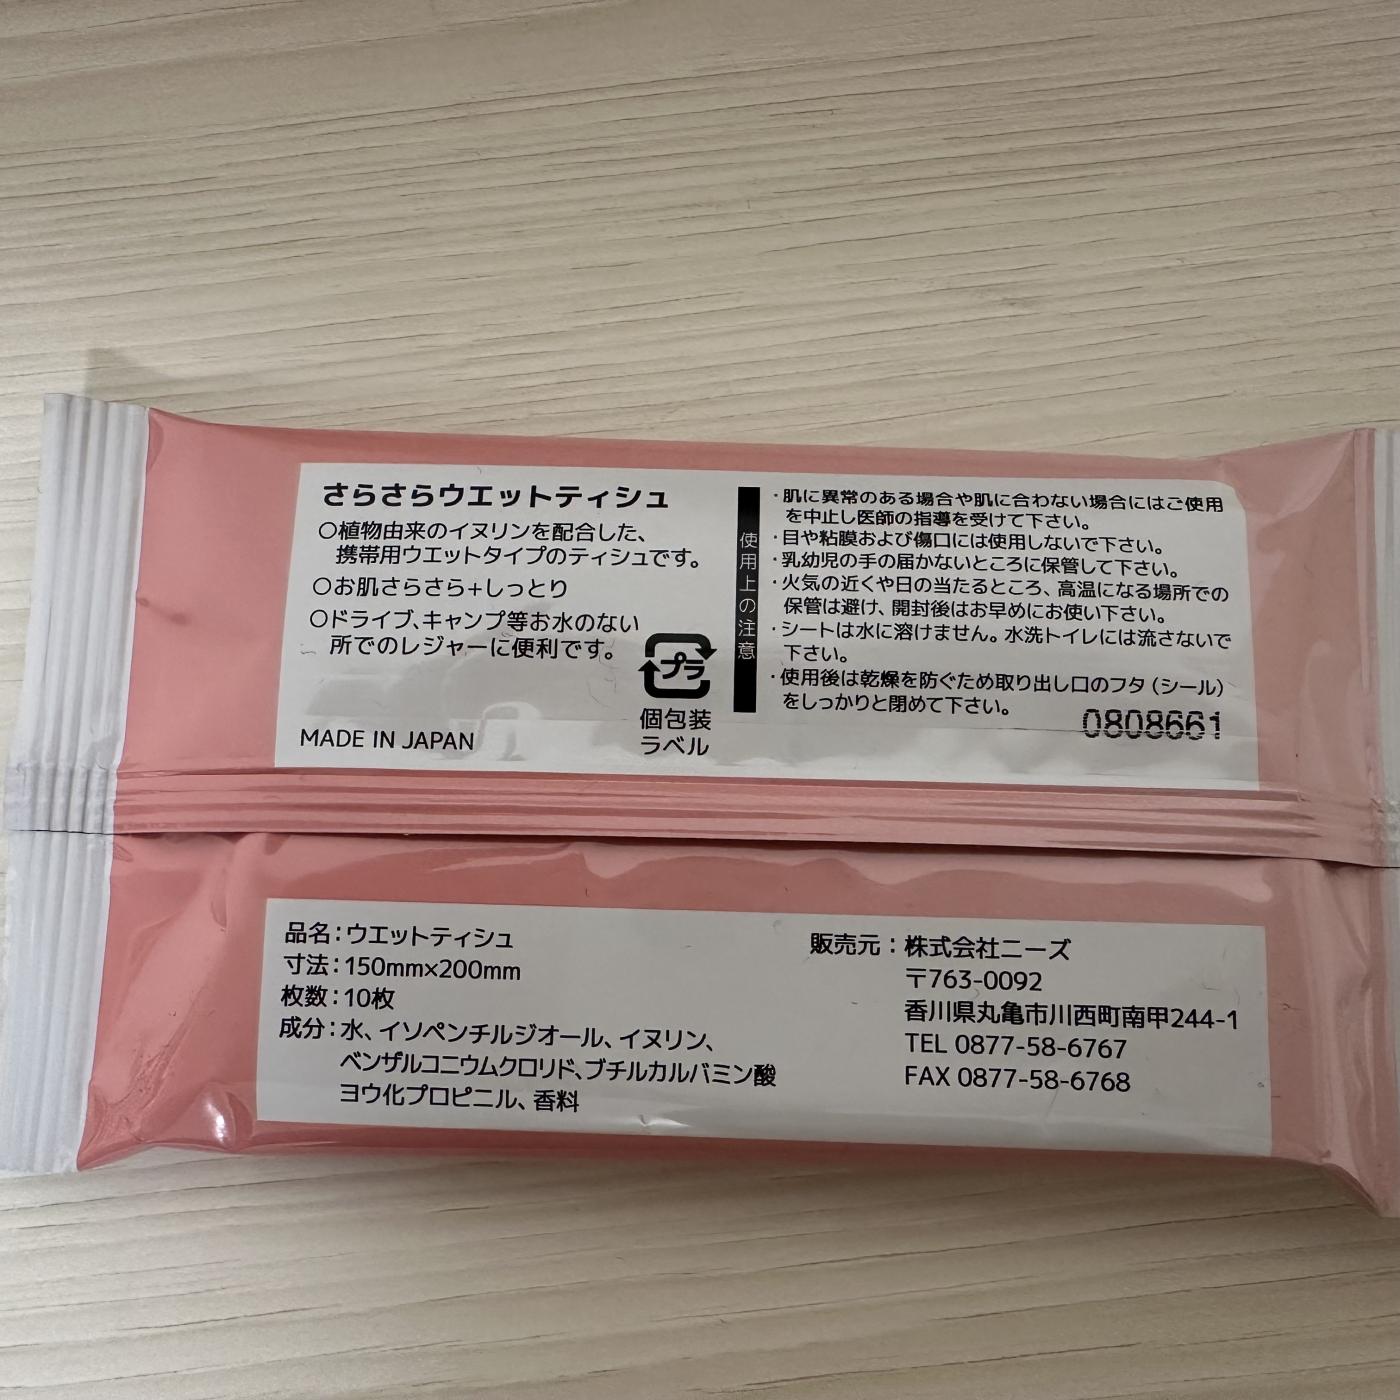 さらさらウエットティシュ
○植物由来のイヌリンを配合した、
携帯用ウエットタイプのティシュです。
○お肌さらさら+しっとり
○ドライブ、キャンプ等お水のない
所でのレジャーに便利です。
プラ
個包装
ラベル
MADE IN JAPAN
使用上の注意
・肌に異常のある場合や肌に合わない場合にはご使用
を中止し医師の指導を受けて下さい。
・目や粘膜および傷口には使用しないで下さい。
・乳幼児の手の届かないところに保管して下さい。
・火気の近くや日の当たるところ、高温になる場所での
保管は避け、開封後はお早めにお使い下さい。
・シートは水に溶けません。水洗トイレには流さないで
下さい。
・使用後は乾燥を防ぐため取り出し口のフタ(シール)
をしっかりと閉めて下さい。
0808661
品名:ウエットティシュ
寸法:150mm×200mm
枚数:10枚
成分:水、イソペンチルジオール、イヌリン、
ベンザルコニウムクロリド、ブチルカルバミン酸
ヨウ化プロピニル、香料
販売元:株式会社ニーズ
〒763-0092
香川県丸亀市川西町南甲244-1
TEL 0877-58-6767
FAX 0877-58-6768